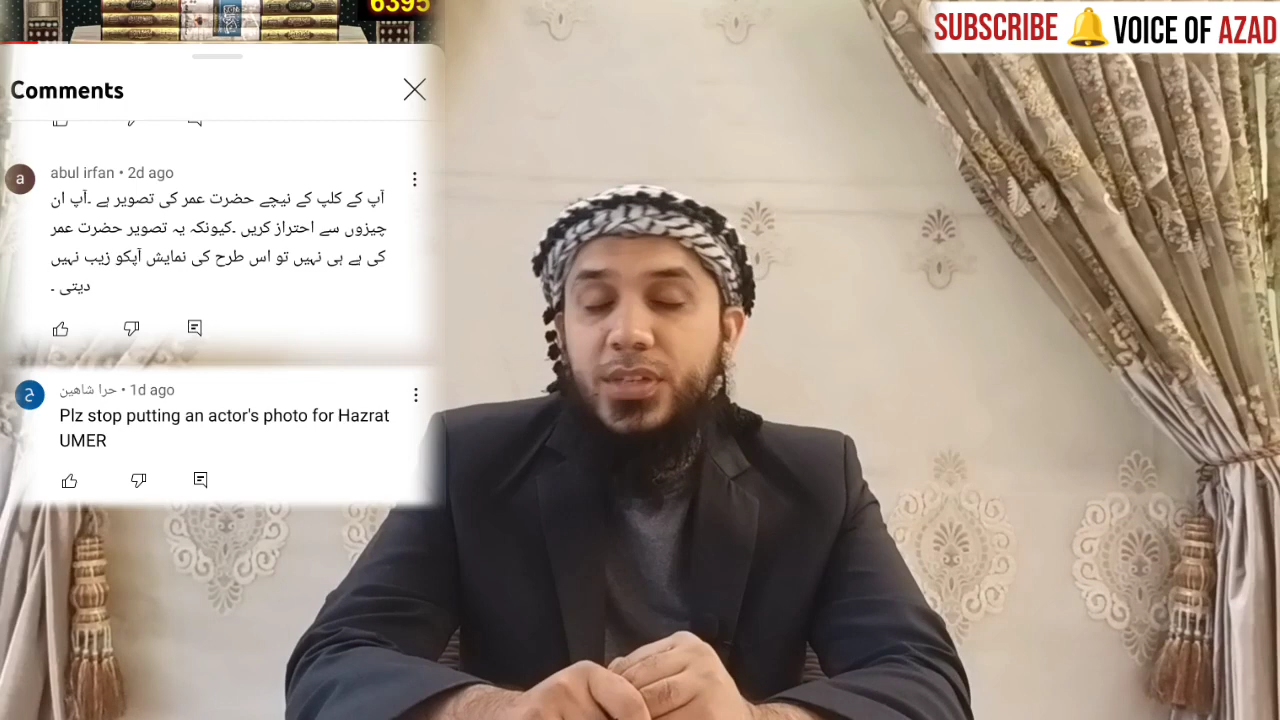 6395
SUBSCRIBE VOICE OF AZAD
Comments
abul irfan • 2d ago
a
آپ کے کلپ کے نیچے حضرت عمر کی تصویر ہے ۔آپ ان
چیزوں سے احتراز کریں ۔کیونکہ یہ تصویر حضرت عمر
کی ہے ہی نہیں تو اس طرح کی نمایش آپکو زیب نہیں
دیتی ۔
حرا شاھین • 1d ago
Plz stop putting an actor's photo for Hazrat
UMER